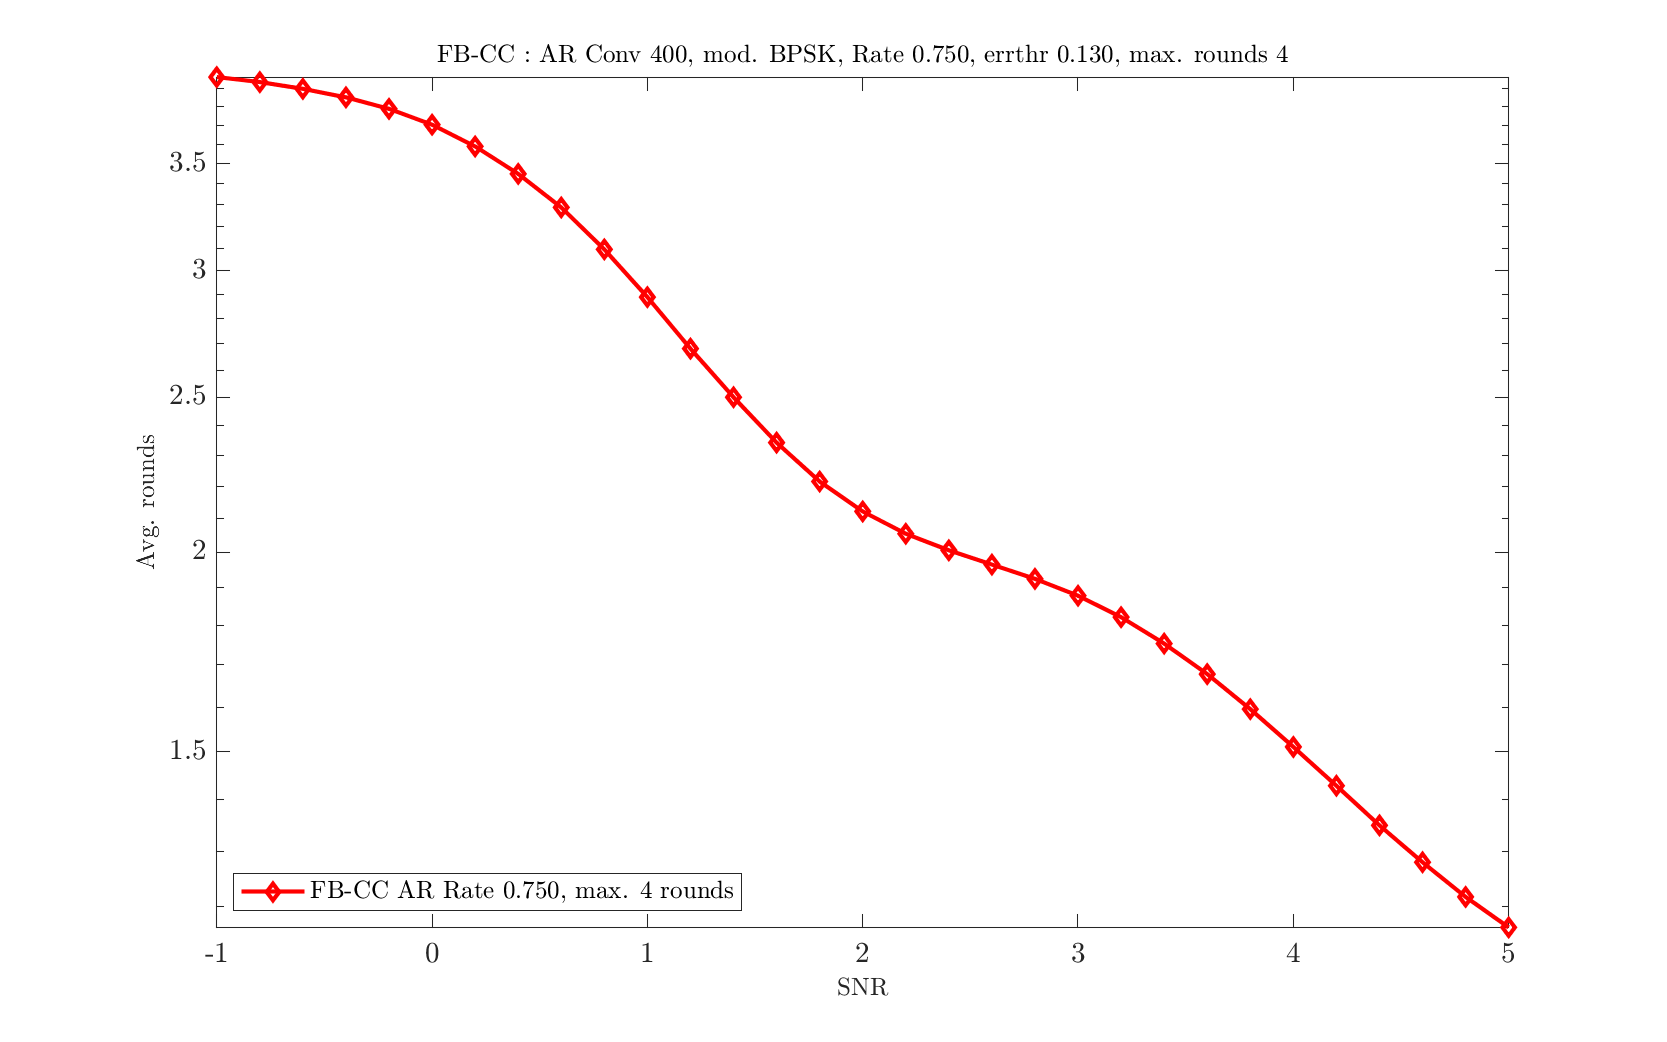 FB-CC : AR Conv 400, mod. BPSK, Rate 0.750, errthr 0.130, max. rounds 4
3.5
3
2.5
2
1.5
Avg. rounds
FB-CC AR Rate 0.750, max. 4 rounds
-1 0 1 2 3 4 5
SNR